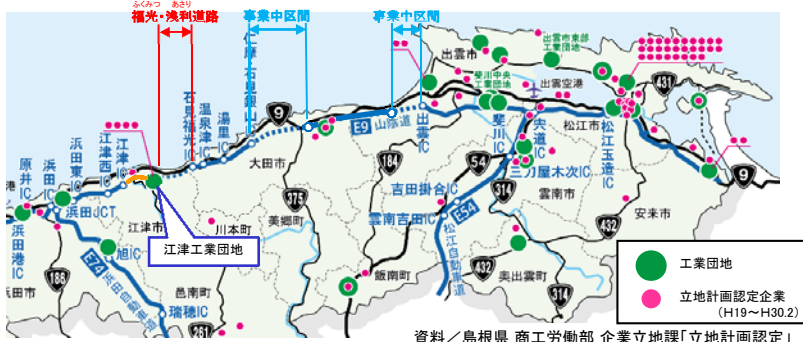 ふくみつ あさり
福光・浅利道路
事業中区間
事業中区間
仁摩・石見銀山IC
石見福光IC
温泉津IC
湯里IC
江津IC
江津西IC
浜田東IC
浜田IC
原井IC
浜田港IC
浜田JCT
旭IC
瑞穂IC
E74
浜田自動車道
186
261
9
E9 山陰道
大田市
江津市
川本町
美郷町
邑南町
浜田市
飯南町
375
184
54
314
江津工業団地
出雲市
出雲市東部
工業団地
斐川中央
工業団地
出雲空港
出雲IC
斐川IC
宍道IC
松江市
松江玉造IC
431
9
三刀屋木次IC
吉田掛合IC
雲南吉田IC
E54
松江自動車道
雲南市
安来市
奥出雲町
432
432
314
工業団地
立地計画認定企業
(H19～H30.2)
資料／島根県 商工労働部 企業立地課「立地計画認定」